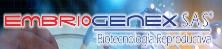 EMBRIOGENEX SAS
Biotecnología Reproductiva